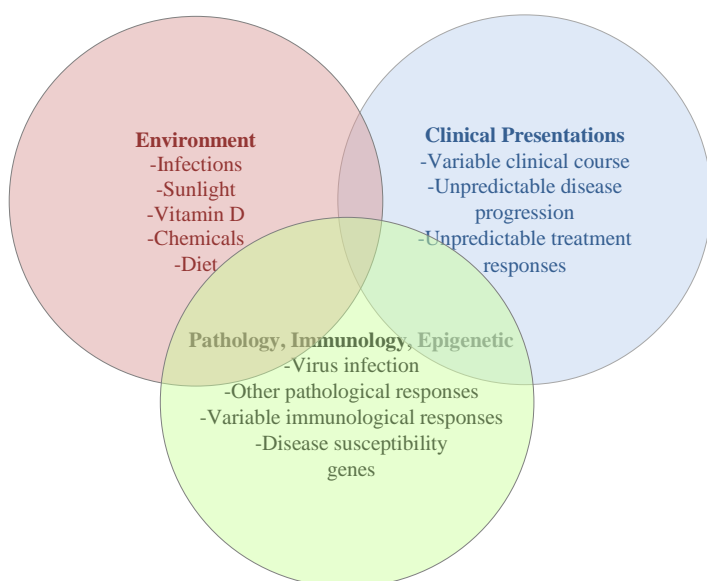 Environment
-Infections
-Sunlight
-Vitamin D
-Chemicals
-Diet
Clinical Presentations
-Variable clinical course
-Unpredictable disease
progression
-Unpredictable treatment
responses
Pathology, Immunology, Epigenetic
-Virus infection
-Other pathological responses
-Variable immunological responses
-Disease susceptibility
genes